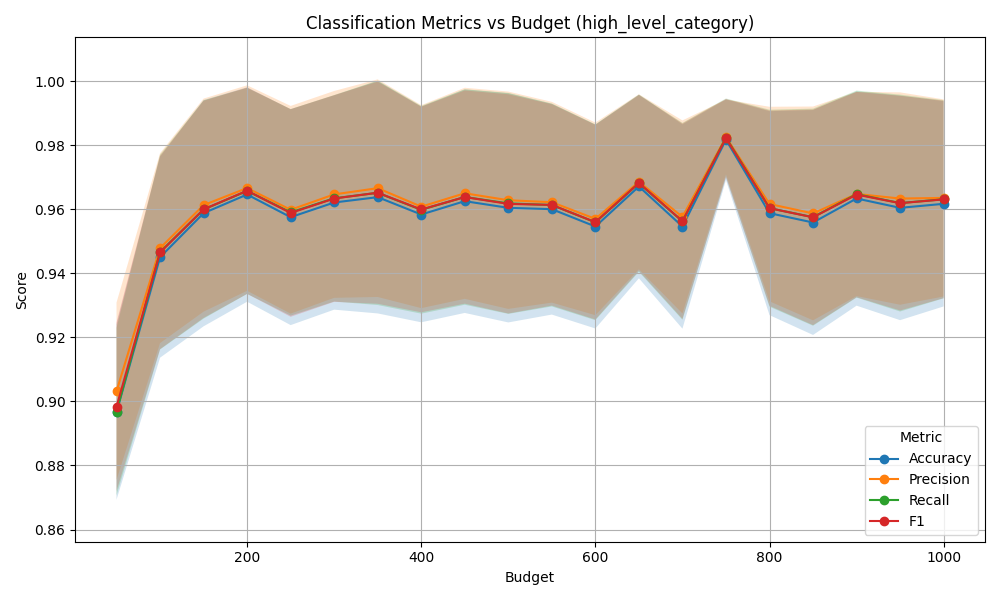 Classification Metrics vs Budget (high_level_category)
1.00
0.98
0.96
0.94
0.92
0.90
0.88
0.86
Score
200
400
600
800
1000
Budget
Metric
Accuracy
Precision
Recall
F1